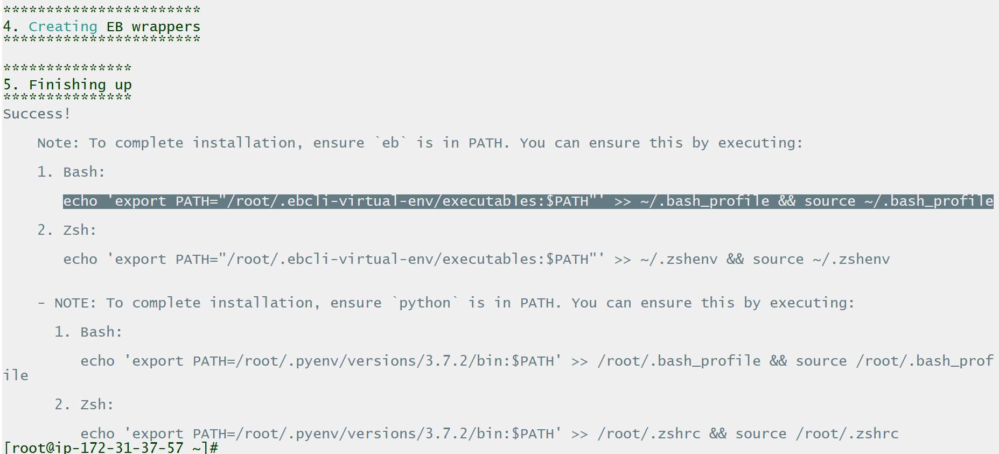 ***********************
4. Creating EB wrappers
***********************
***************
5. Finishing up
***************
Success!
Note: To complete installation, ensure `eb` is in PATH. You can ensure this by executing:
1. Bash:
echo 'export PATH="/root/.ebcli-virtual-env/executables:$PATH"' >> ~/.bash_profile && source ~/.bash_profile
2. Zsh:
echo 'export PATH="/root/.ebcli-virtual-env/executables:$PATH"' >> ~/.zshenv && source ~/.zshenv
- NOTE: To complete installation, ensure `python` is in PATH. You can ensure this by executing:
1. Bash:
echo 'export PATH=/root/.pyenv/versions/3.7.2/bin:$PATH' >> /root/.bash_profile && source /root/.bash_prof
ile
2. Zsh:
echo 'export PATH=/root/.pyenv/versions/3.7.2/bin:$PATH' >> /root/.zshrc && source /root/.zshrc
[root@ip-172-31-37-57 ~]#